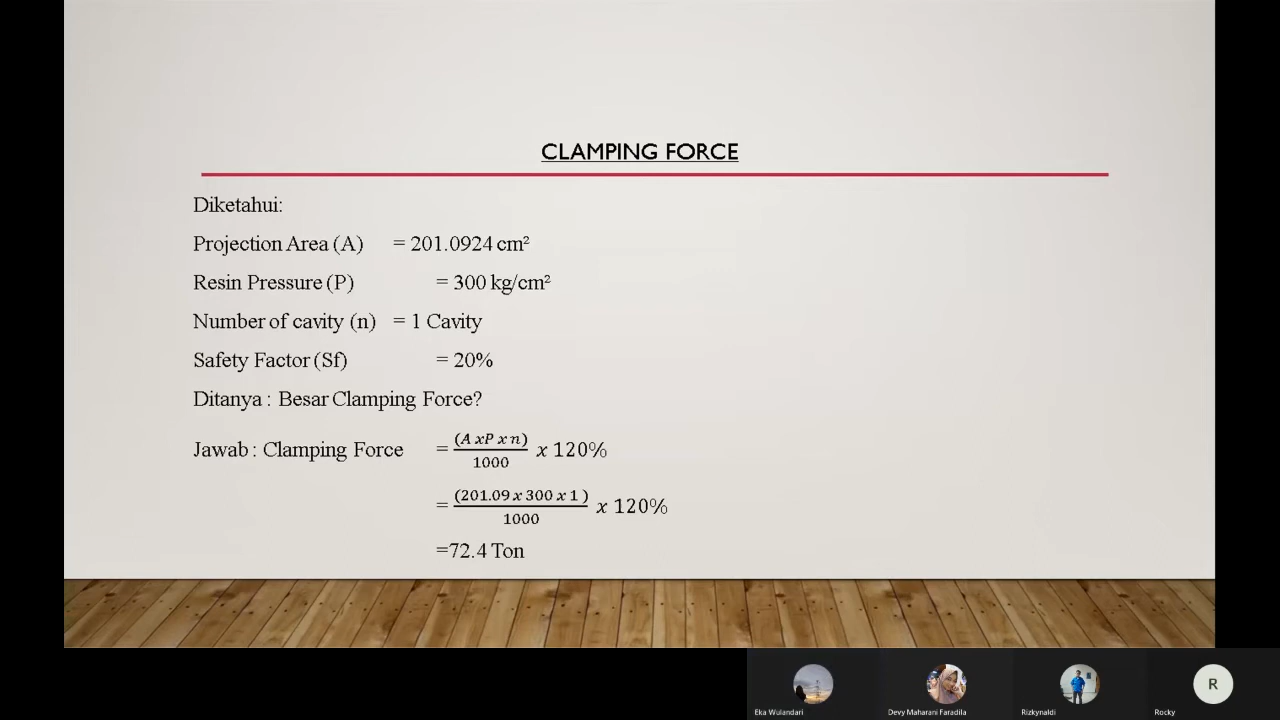 CLAMPING FORCE
Diketahui:
Projection Area (A) = 201.0924 cm²
Resin Pressure (P) = 300 kg/cm²
Number of cavity (n) = 1 Cavity
Safety Factor (Sf) = 20%
Ditanya : Besar Clamping Force?
Jawab : Clamping Force = (A xP x n)/1000 x 120%
= (201.09 x 300 x 1 )/1000 x 120%
=72.4 Ton
R
Eka Wulandari
Devy Maharani Faradila
Rizkynaldi
Rocky